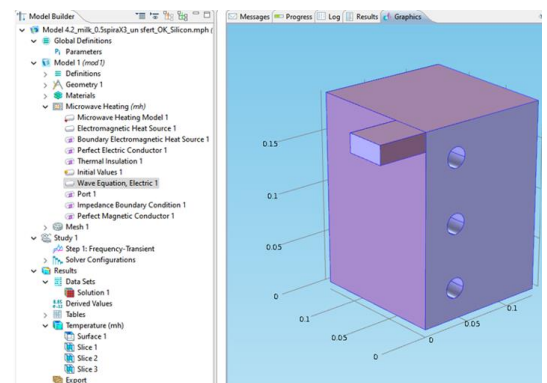 Model Builder
Model 4.2_milk_0.5spiraX3_un sfert_OK_Silicon.mph (
Global Definitions
Parameters
Model 1 (mod1)
Definitions
Geometry 1
Materials
Microwave Heating (mh)
Microwave Heating Model 1
Electromagnetic Heat Source 1
Boundary Electromagnetic Heat Source 1
Perfect Electric Conductor 1
Thermal Insulation 1
Initial Values 1
Wave Equation, Electric 1
Port 1
Impedance Boundary Condition 1
Perfect Magnetic Conductor 1
Mesh 1
Study 1
Step 1: Frequency-Transient
Solver Configurations
Results
Data Sets
Solution 1
Derived Values
Tables
Temperature (mh)
Surface 1
Slice 1
Slice 2
Slice 3
Export
Messages Progress Log Results Graphics
0.15
0.1
0.05
0
0.1
0.05
0
0
0.05
0.1